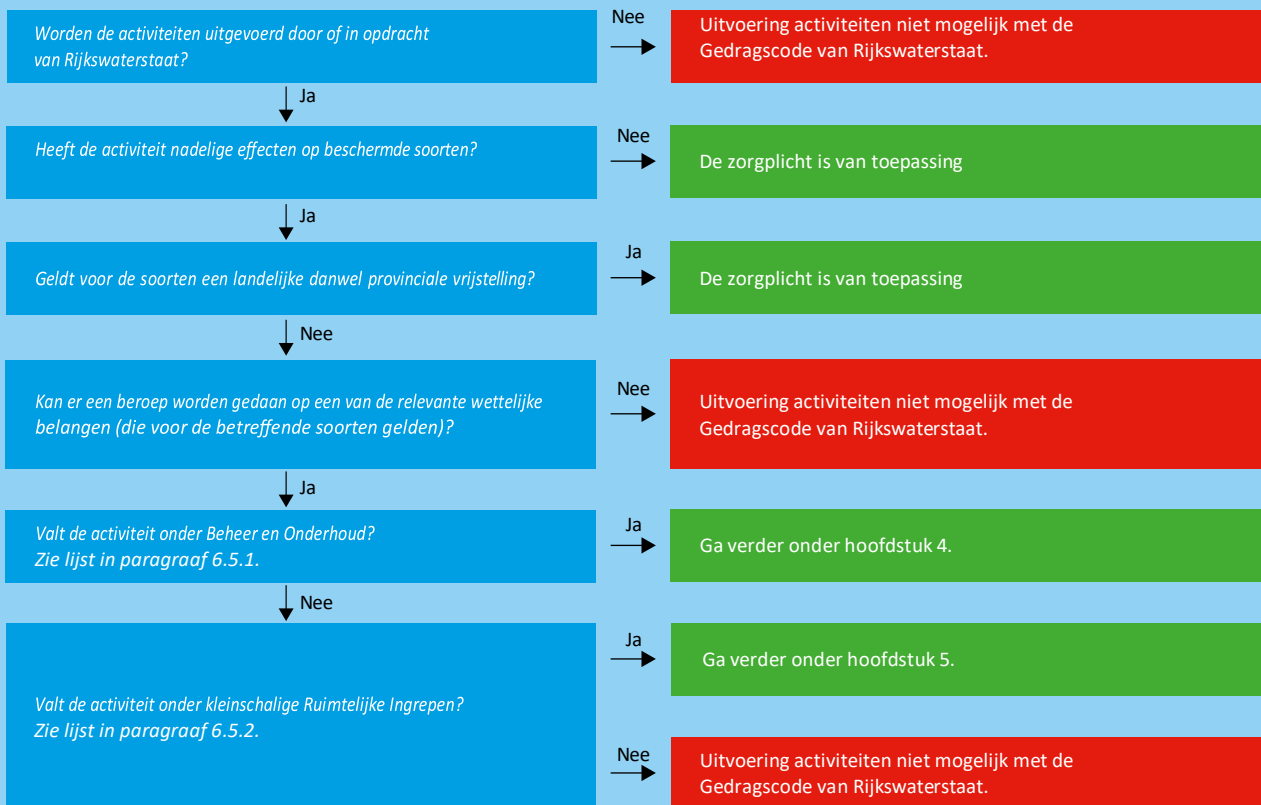 Worden de activiteiten uitgevoerd door of in opdracht
van Rijkswaterstaat?
Nee
Uitvoering activiteiten niet mogelijk met de
Gedragscode van Rijkswaterstaat.
Ja
Heeft de activiteit nadelige effecten op beschermde soorten?
Nee
De zorgplicht is van toepassing
Ja
Geldt voor de soorten een landelijke danwel provinciale vrijstelling?
Ja
De zorgplicht is van toepassing
Nee
Kan er een beroep worden gedaan op een van de relevante wettelijke
belangen (die voor de betreffende soorten gelden)?
Nee
Uitvoering activiteiten niet mogelijk met de
Gedragscode van Rijkswaterstaat.
Ja
Valt de activiteit onder Beheer en Onderhoud?
Zie lijst in paragraaf 6.5.1.
Ja
Ga verder onder hoofdstuk 4.
Nee
Valt de activiteit onder kleinschalige Ruimtelijke Ingrepen?
Zie lijst in paragraaf 6.5.2.
Ja
Ga verder onder hoofdstuk 5.
Nee
Uitvoering activiteiten niet mogelijk met de
Gedragscode van Rijkswaterstaat.